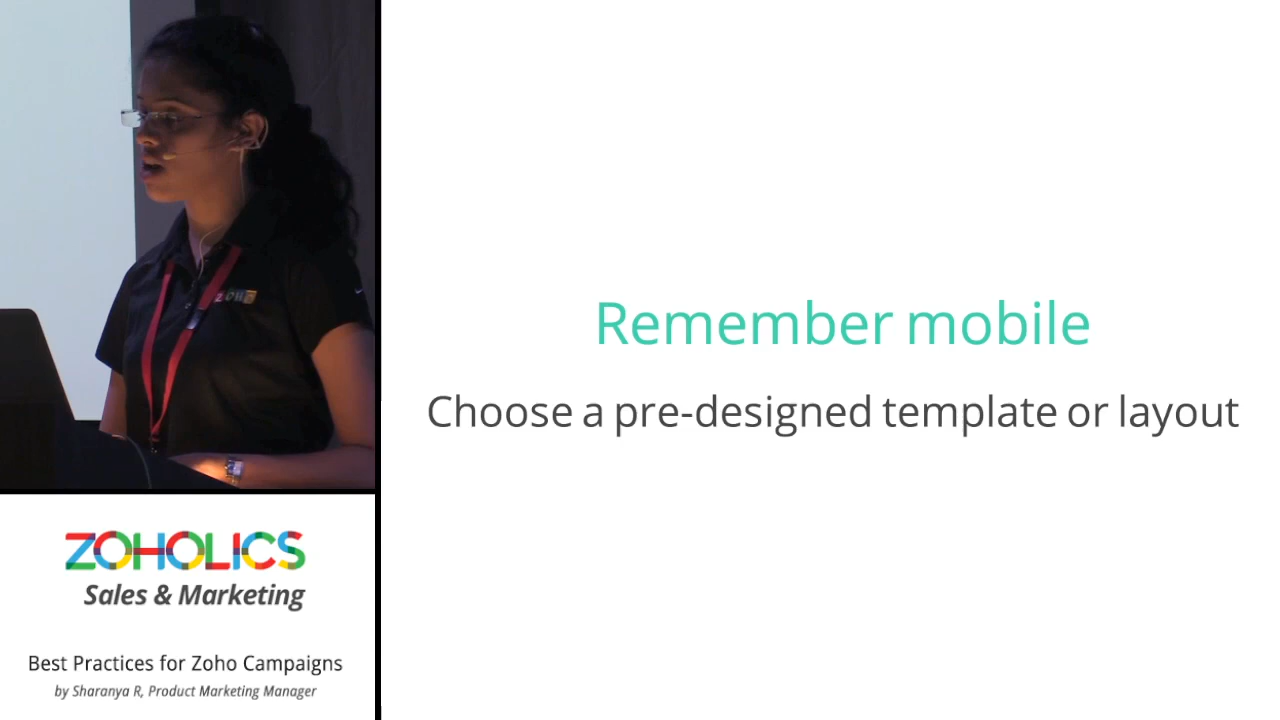 ZOHO
ZOHOLICS
Sales & Marketing
Best Practices for Zoho Campaigns
by Sharanya R, Product Marketing Manager
Remember mobile
Choose a pre-designed template or layout